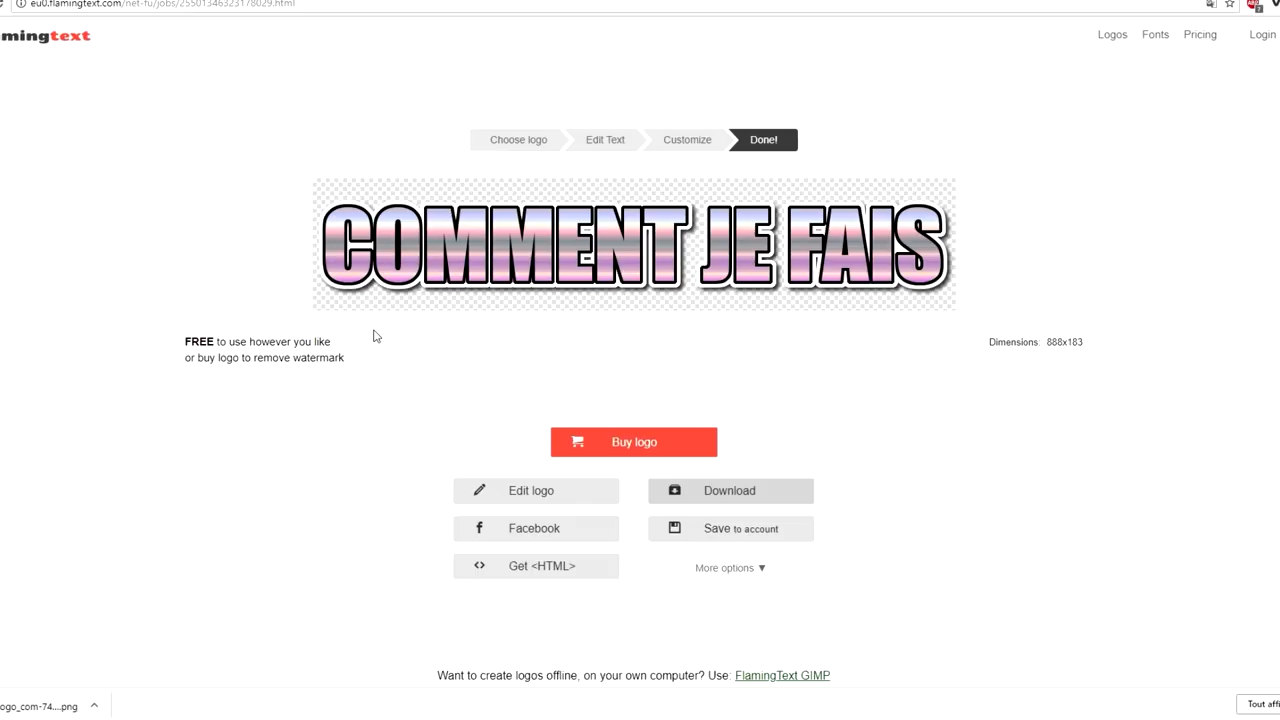 eu0.flamingtext.com/net-fu/jobs/25501346323178029.html
mingtext
Logos Fonts Pricing Login
Choose logo Edit Text Customize Done!
COMMENT JE FAIS
FREE to use however you like
or buy logo to remove watermark
Dimensions: 888x183
Buy logo
Edit logo
Download
Facebook
Save to account
Get <HTML>
More options ▼
Want to create logos offline, on your own computer? Use: FlamingText GIMP
ogo_com-74....png
Tout affi